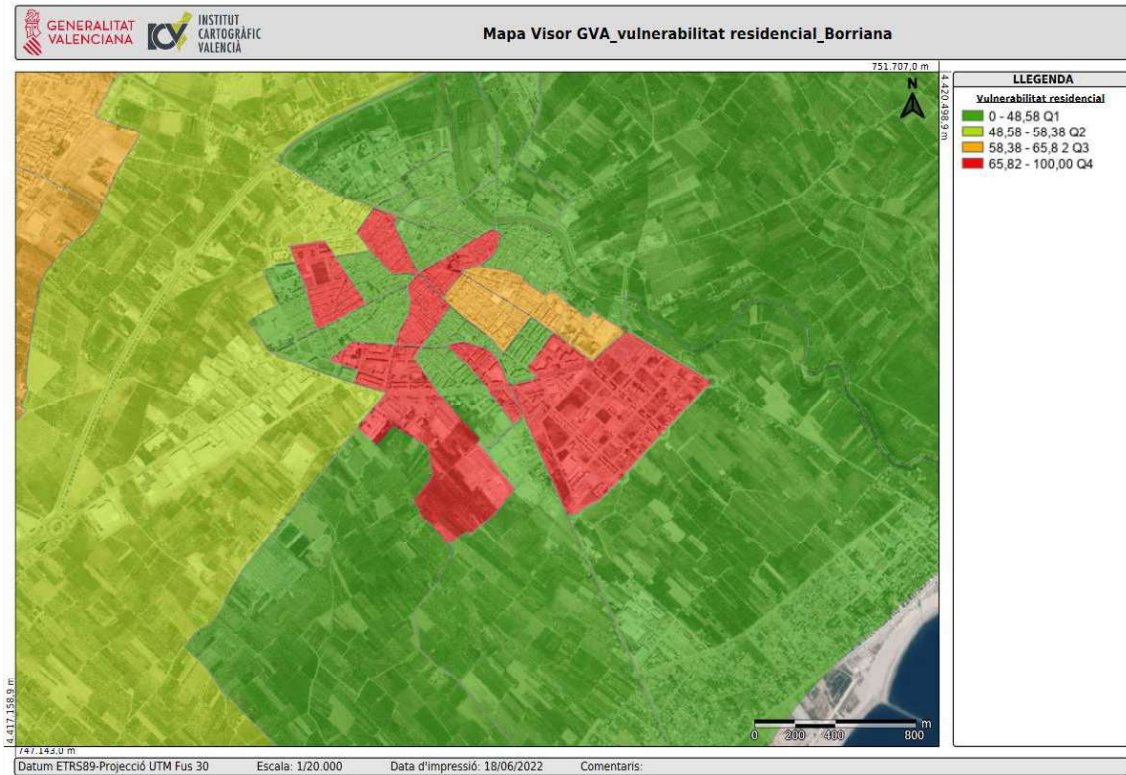 GENERALITAT
VALENCIANA
INSTITUT
CARTOGRÀFIC
VALENCIÀ
Mapa Visor GVA_vulnerabilitat residencial_Borriana
751.707,0 m
4.420.498,9 m
N
LLEGENDA
Vulnerabilitat residencial
0 - 48,58 Q1
48,58 - 58,38 Q2
58,38 - 65,8 2 Q3
65,82 - 100,00 Q4
m
0 200 400 800
4.417.158,9 m
747.143,0 m
Datum ETRS89-Projecció UTM Fus 30 Escala: 1/20.000 Data d'impressió: 18/06/2022 Comentaris: